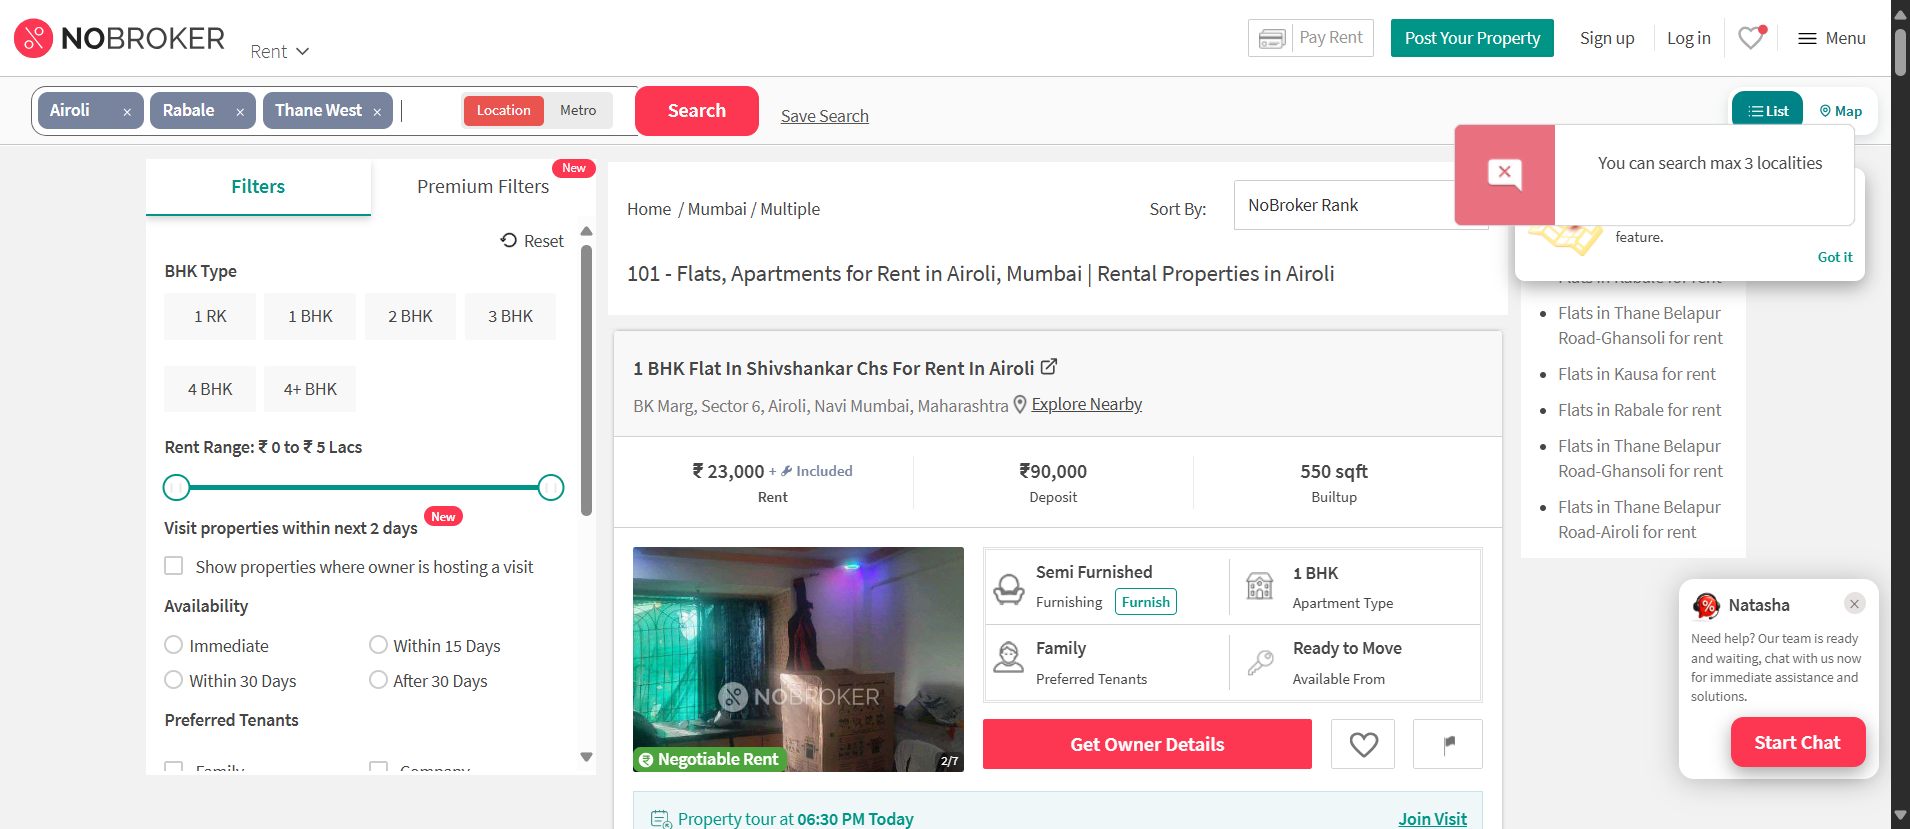 NOBROKER
Rent
Pay Rent
Post Your Property
Sign up
Log in
Menu
Airoli ×
Rabale ×
Thane West ×
Location
Metro
Search
Save Search
List
Map
You can search max 3 localities
feature.
Got it
Filters
Premium Filters
New
Reset
BHK Type
1 RK
1 BHK
2 BHK
3 BHK
4 BHK
4+ BHK
Rent Range: ₹ 0 to ₹ 5 Lacs
Visit properties within next 2 days
New
Show properties where owner is hosting a visit
Availability
Immediate
Within 15 Days
Within 30 Days
After 30 Days
Preferred Tenants
Family
Company
Home / Mumbai / Multiple
Sort By:
NoBroker Rank
101 - Flats, Apartments for Rent in Airoli, Mumbai | Rental Properties in Airoli
1 BHK Flat In Shivshankar Chs For Rent In Airoli
BK Marg, Sector 6, Airoli, Navi Mumbai, Maharashtra
Explore Nearby
₹ 23,000 + Included
Rent
₹90,000
Deposit
550 sqft
Builtup
NOBROKER
Negotiable Rent
2/7
Semi Furnished
Furnishing
Furnish
1 BHK
Apartment Type
Family
Preferred Tenants
Ready to Move
Available From
Get Owner Details
Property tour at 06:30 PM Today
Join Visit
Flats in Rabale for rent
Flats in Thane Belapur
Road-Ghansoli for rent
Flats in Kausa for rent
Flats in Rabale for rent
Flats in Thane Belapur
Road-Ghansoli for rent
Flats in Thane Belapur
Road-Airoli for rent
Natasha
Need help? Our team is ready
and waiting, chat with us now
for immediate assistance and
solutions.
Start Chat